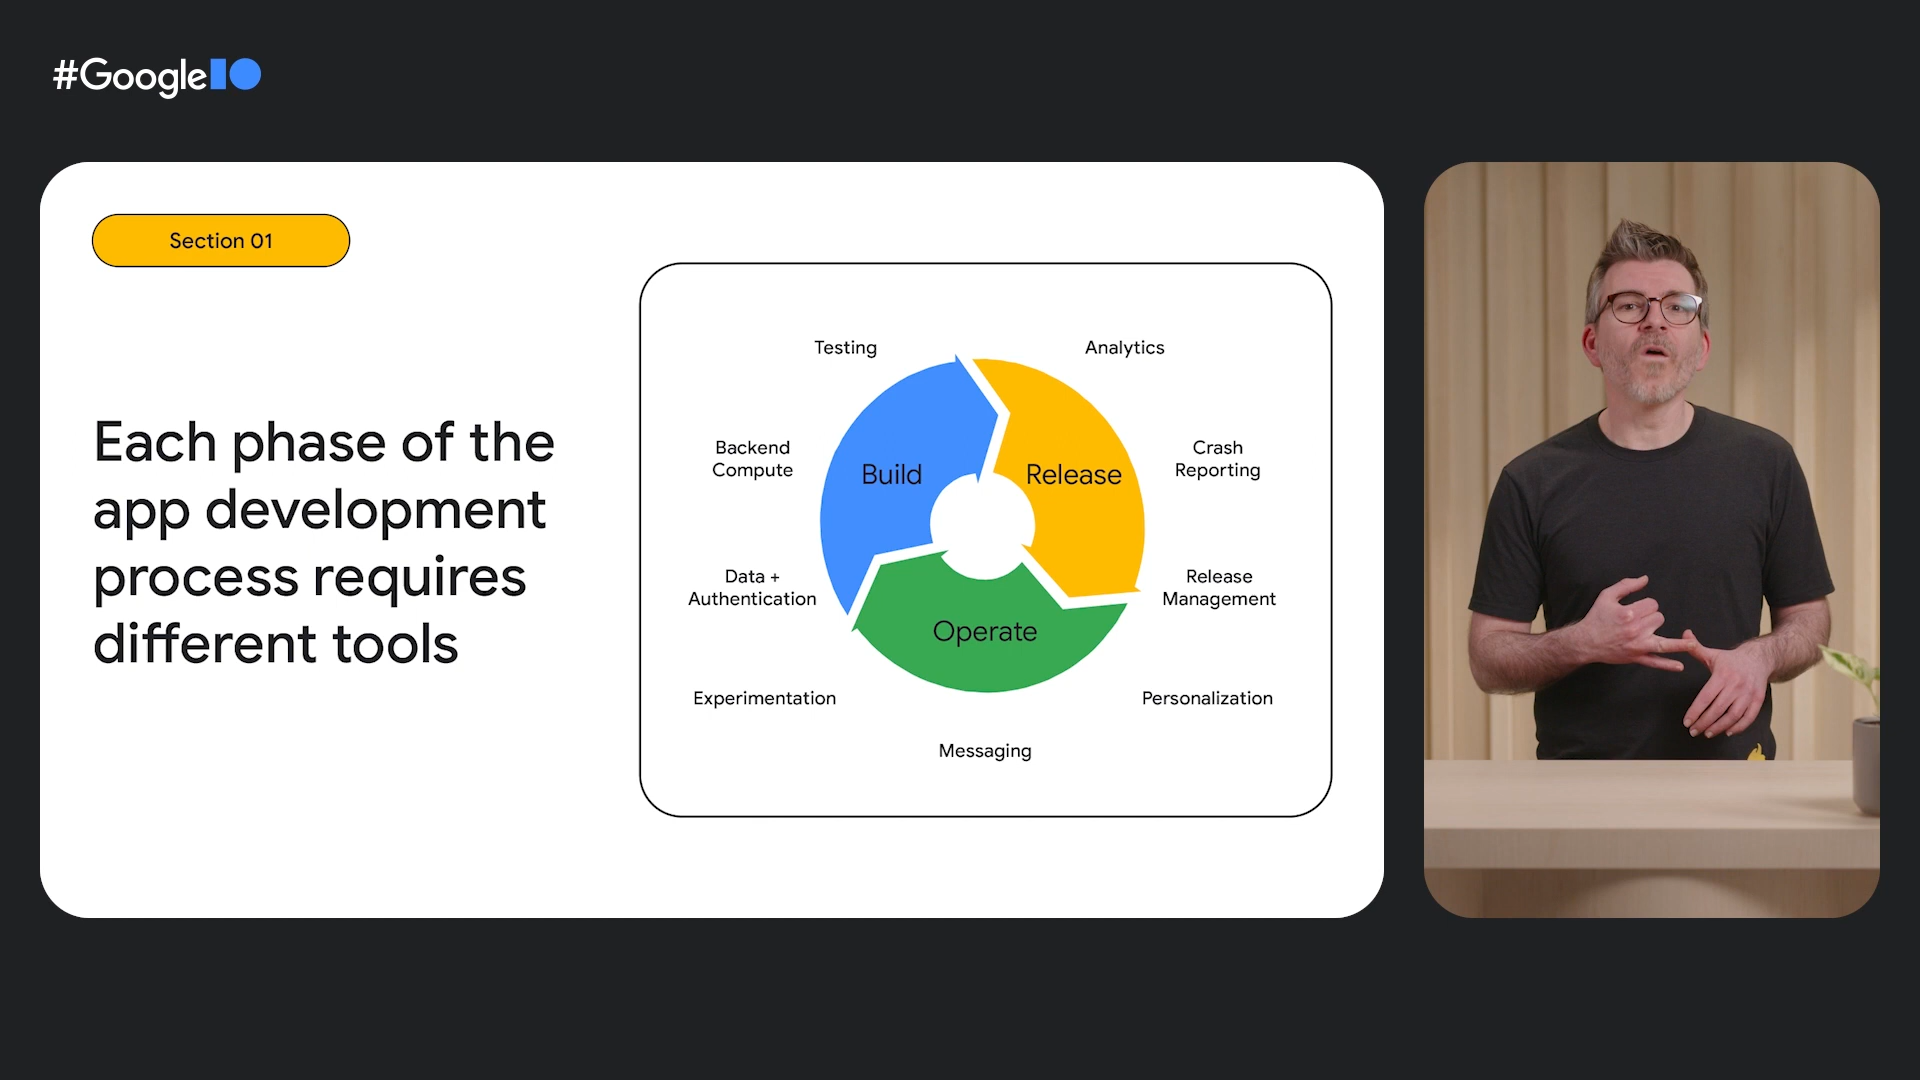 #GoogleIO
Section 01
Each phase of the
app development
process requires
different tools
Testing
Analytics
Backend
Compute
Build
Release
Crash
Reporting
Data +
Authentication
Release
Management
Operate
Experimentation
Personalization
Messaging